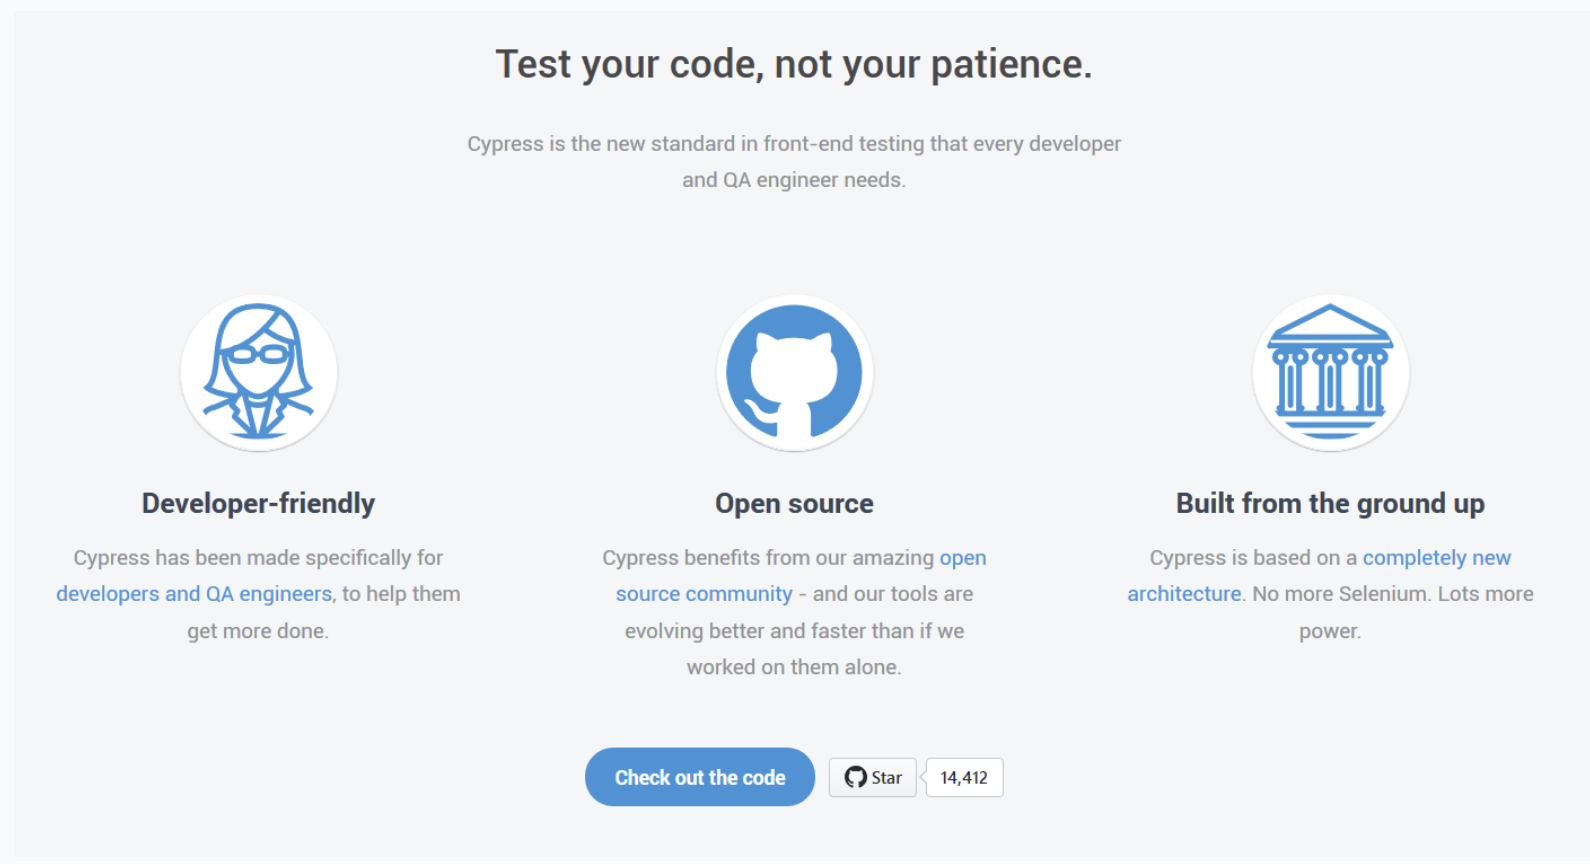 Test your code, not your patience.
Cypress is the new standard in front-end testing that every developer
and QA engineer needs.
Developer-friendly
Cypress has been made specifically for
developers and QA engineers, to help them
get more done.
Open source
Cypress benefits from our amazing open
source community - and our tools are
evolving better and faster than if we
worked on them alone.
Built from the ground up
Cypress is based on a completely new
architecture. No more Selenium. Lots more
power.
Check out the code
Star
14,412